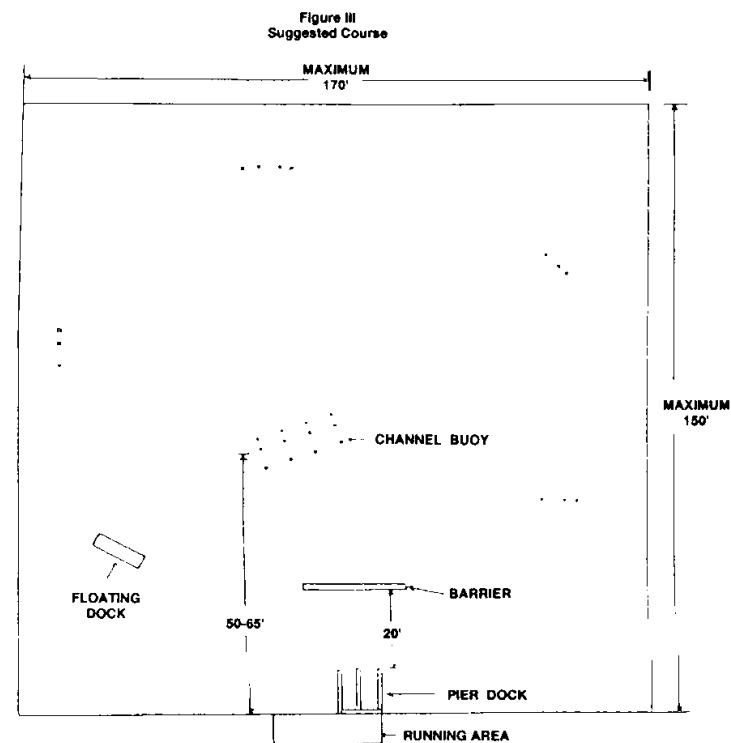 Figure III
Suggested Course
MAXIMUM
170'
MAXIMUM
150'
CHANNEL BUOY
FLOATING
DOCK
BARRIER
50-65'
20'
PIER DOCK
RUNNING AREA